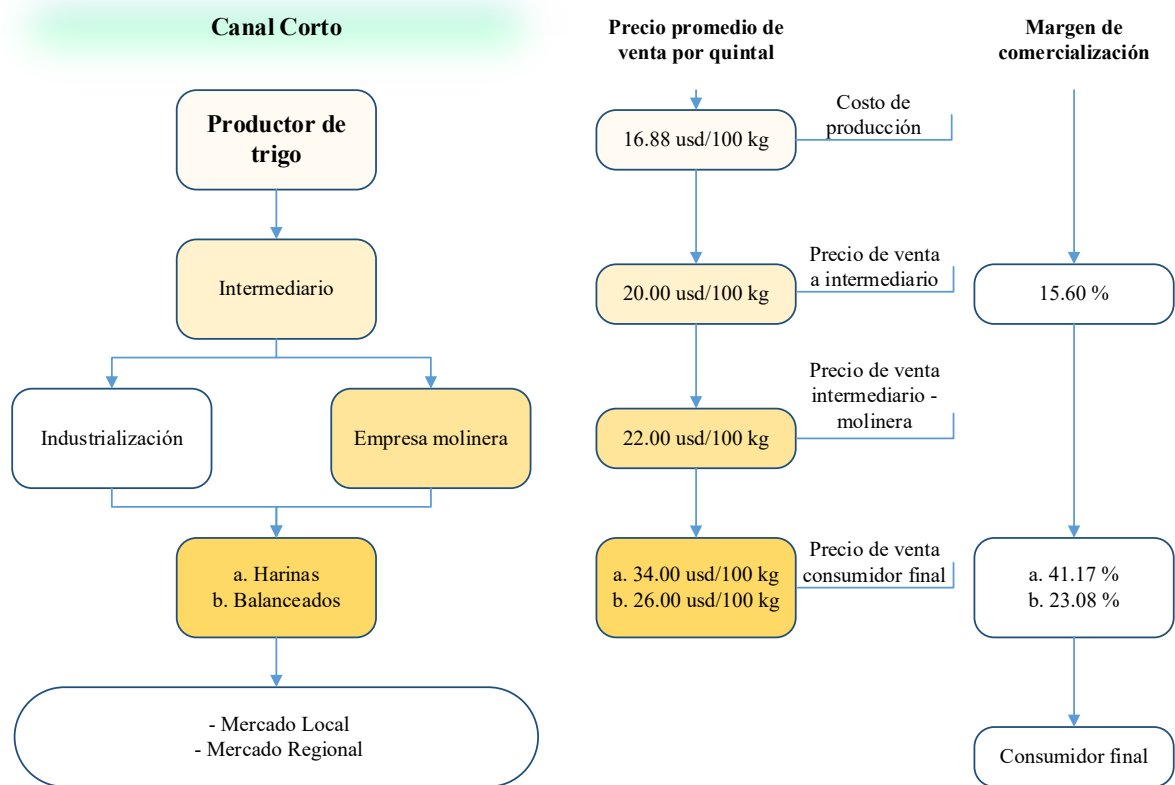 Canal Corto
Productor de
trigo
Intermediario
Industrialización
Empresa molinera
a. Harinas
b. Balanceados
- Mercado Local
- Mercado Regional
Precio promedio de
venta por quintal
16.88 usd/100 kg
Costo de
producción
20.00 usd/100 kg
Precio de venta
a intermediario
22.00 usd/100 kg
Precio de venta
intermediario -
molinera
a. 34.00 usd/100 kg
b. 26.00 usd/100 kg
Precio de venta
consumidor final
Margen de
comercialización
15.60 %
a. 41.17 %
b. 23.08 %
Consumidor final